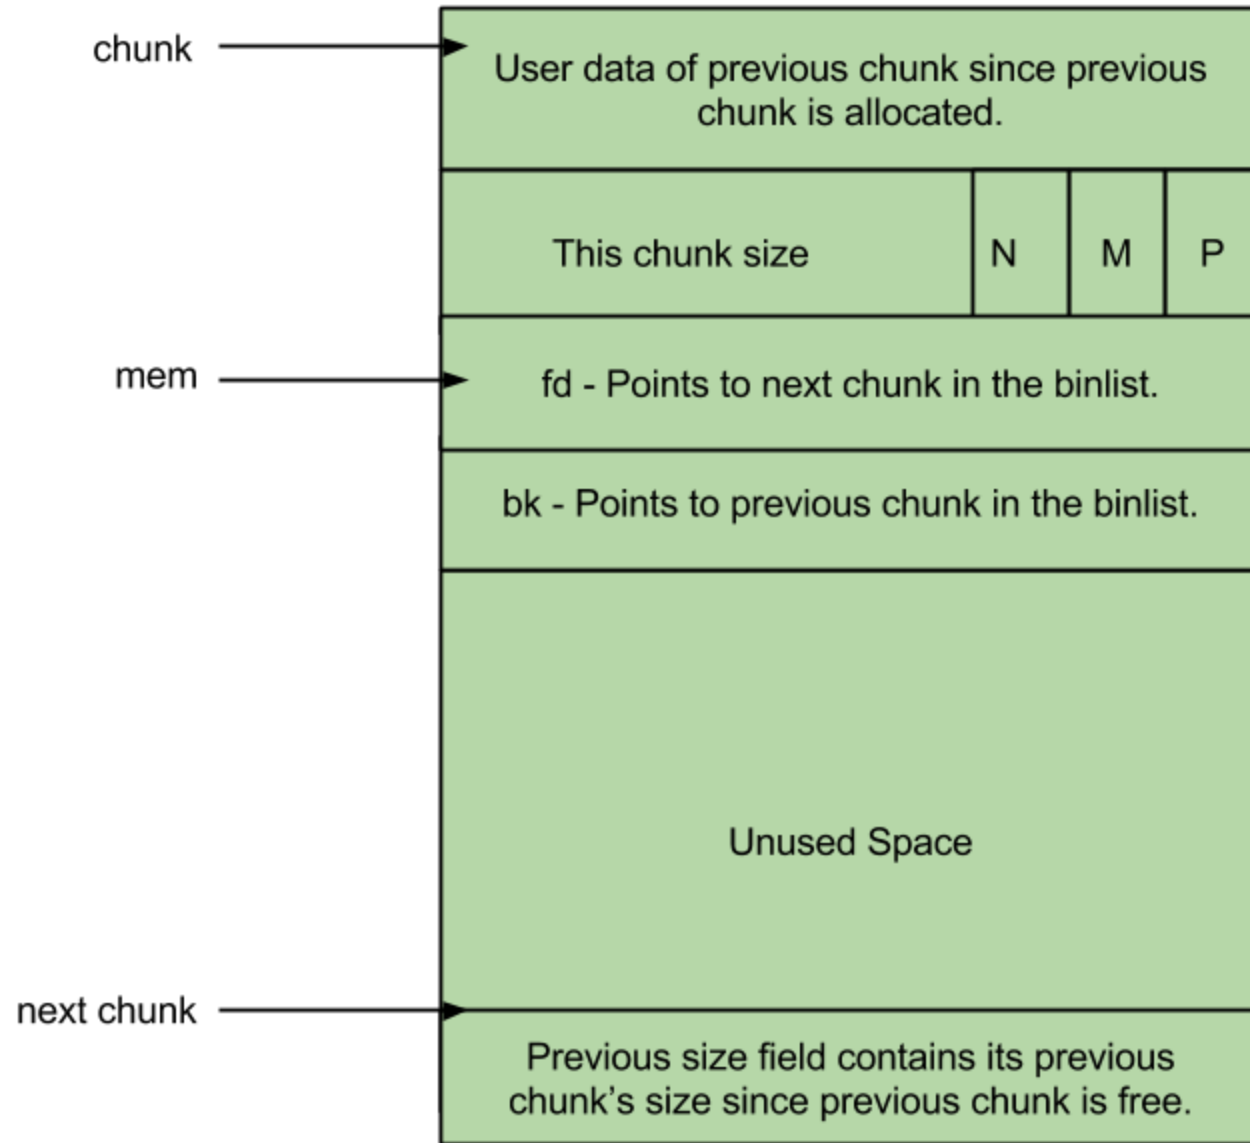 chunk
User data of previous chunk since previous
chunk is allocated.
This chunk size
N
M
P
mem
fd - Points to next chunk in the binlist.
bk - Points to previous chunk in the binlist.
Unused Space
next chunk
Previous size field contains its previous
chunk’s size since previous chunk is free.